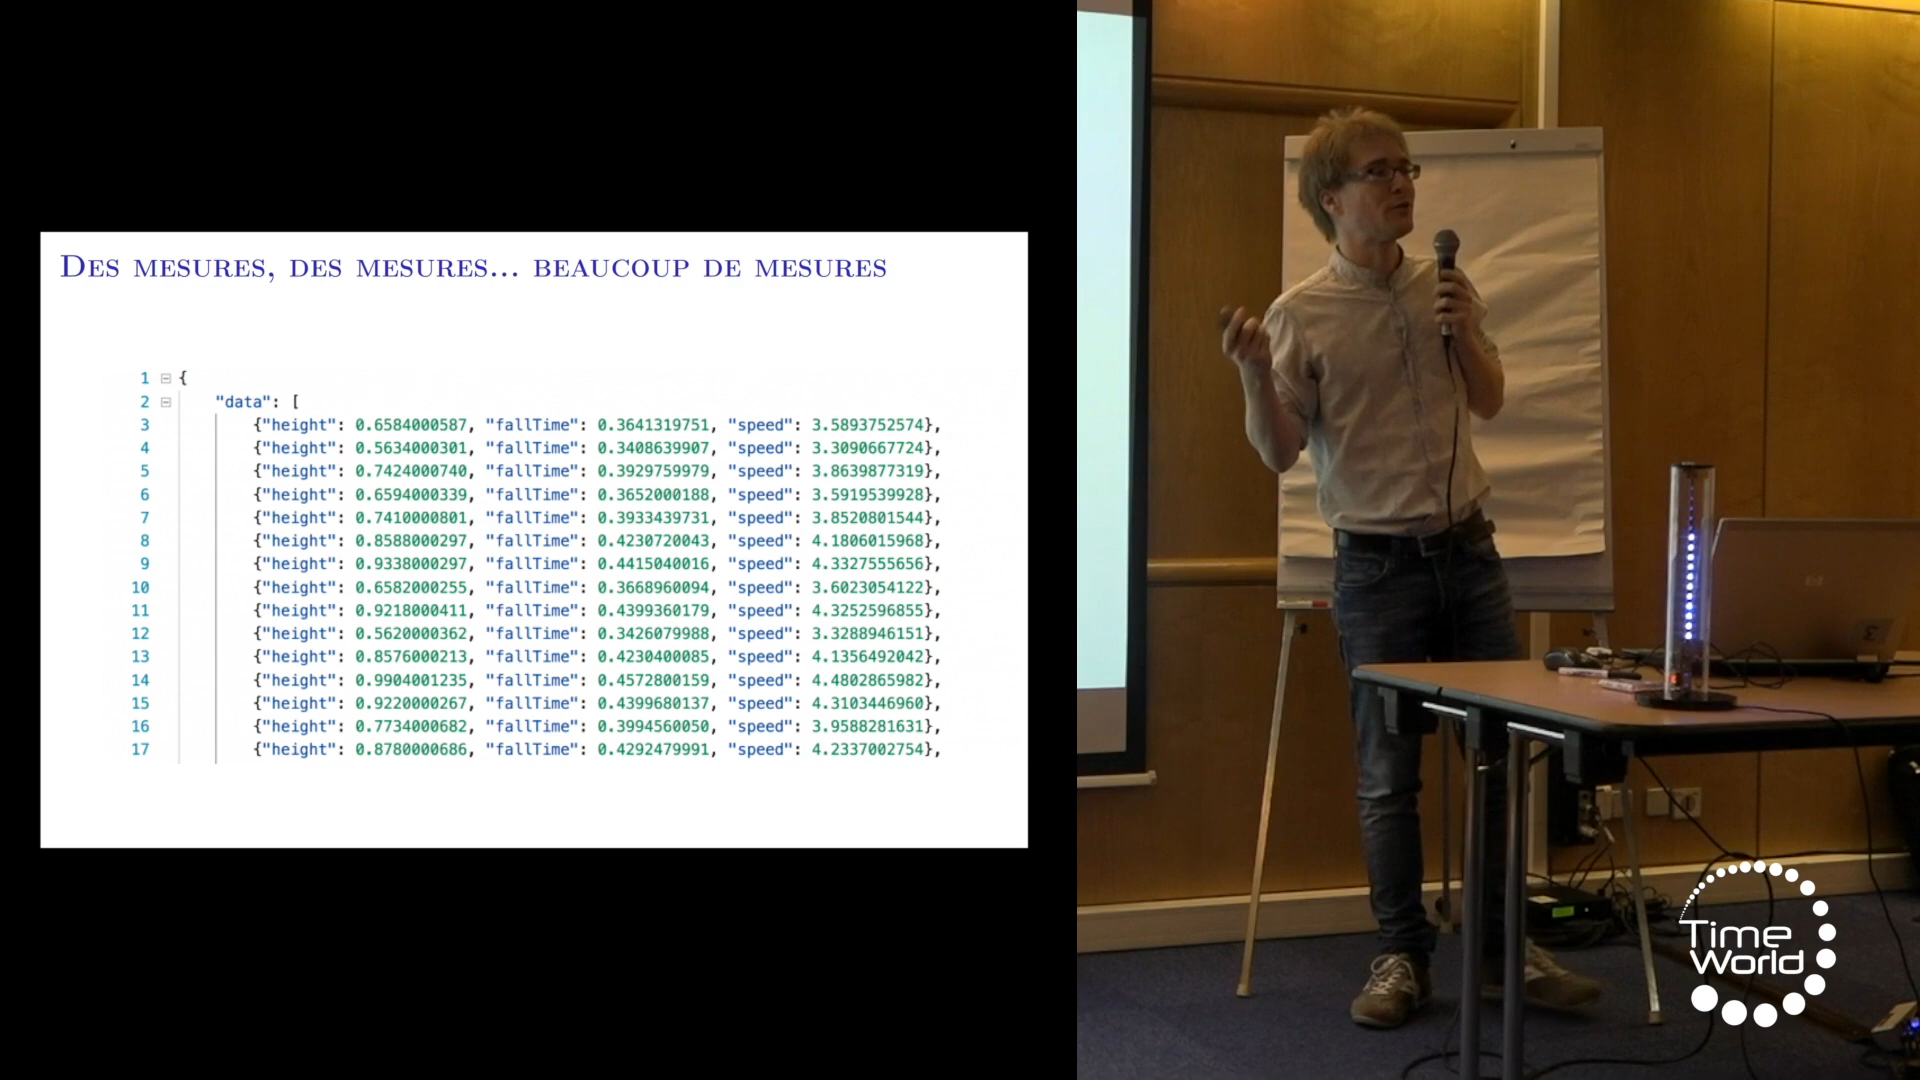 DES MESURES, DES MESURES... BEAUCOUP DE MESURES
1 {
2 "data": [
3 {"height": 0.6584000587, "fallTime": 0.3641319751, "speed": 3.5893752574},
4 {"height": 0.5634000301, "fallTime": 0.3408639907, "speed": 3.3090667724},
5 {"height": 0.7424000740, "fallTime": 0.3929759979, "speed": 3.8639877319},
6 {"height": 0.6594000339, "fallTime": 0.3652000188, "speed": 3.5919539928},
7 {"height": 0.7410000801, "fallTime": 0.3933439731, "speed": 3.8520801544},
8 {"height": 0.8588000297, "fallTime": 0.4230720043, "speed": 4.1806015968},
9 {"height": 0.9338000297, "fallTime": 0.4415040016, "speed": 4.3327555656},
10 {"height": 0.6582000255, "fallTime": 0.3668960094, "speed": 3.6023054122},
11 {"height": 0.9218000411, "fallTime": 0.4399360179, "speed": 4.3252596855},
12 {"height": 0.5620000362, "fallTime": 0.3426079988, "speed": 3.3288946151},
13 {"height": 0.8576000213, "fallTime": 0.4230400085, "speed": 4.1356492042},
14 {"height": 0.9904001235, "fallTime": 0.4572800159, "speed": 4.4802865982},
15 {"height": 0.9220000267, "fallTime": 0.4399680137, "speed": 4.3103446960},
16 {"height": 0.7734000682, "fallTime": 0.3994560050, "speed": 3.9588281631},
17 {"height": 0.8780000686, "fallTime": 0.4292479991, "speed": 4.2337002754},
Time
World